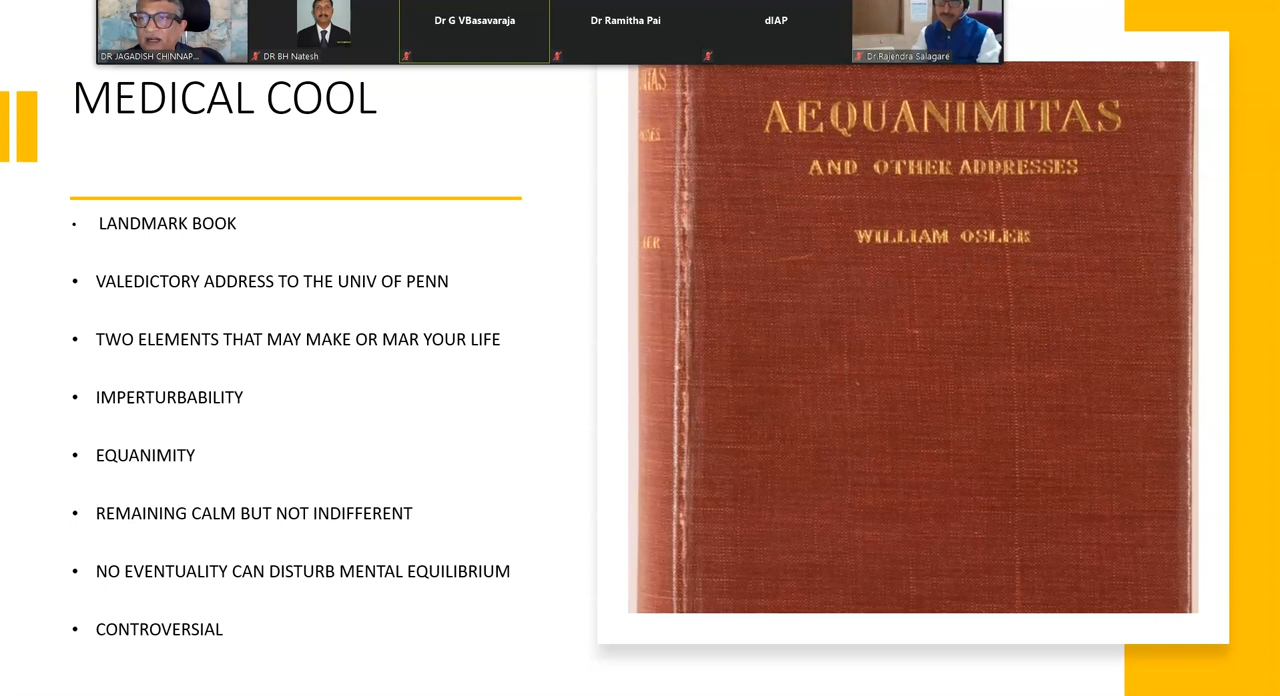 Dr G VBasavaraja
Dr Ramitha Pai
dIAP
DR JAGADISH CHINNAP...
DR BH Natesh
Dr.Rajendra Salagare
MEDICAL COOL
• LANDMARK BOOK
• VALEDICTORY ADDRESS TO THE UNIV OF PENN
• TWO ELEMENTS THAT MAY MAKE OR MAR YOUR LIFE
• IMPERTURBABILITY
• EQUANIMITY
• REMAINING CALM BUT NOT INDIFFERENT
• NO EVENTUALITY CAN DISTURB MENTAL EQUILIBRIUM
• CONTROVERSIAL
AEQUANIMITAS
AND OTHER ADDRESSES
WILLIAM OSLER